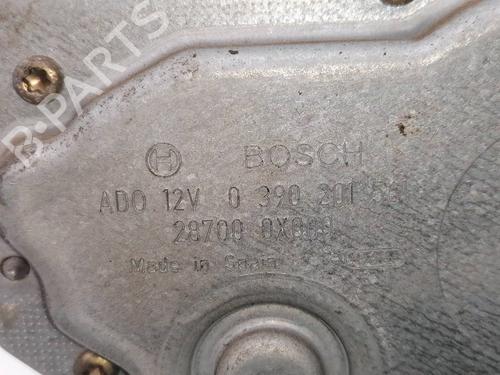 B-PARTS
BOSCH
ADO 12V 0 390 201
28700
Made in Spain